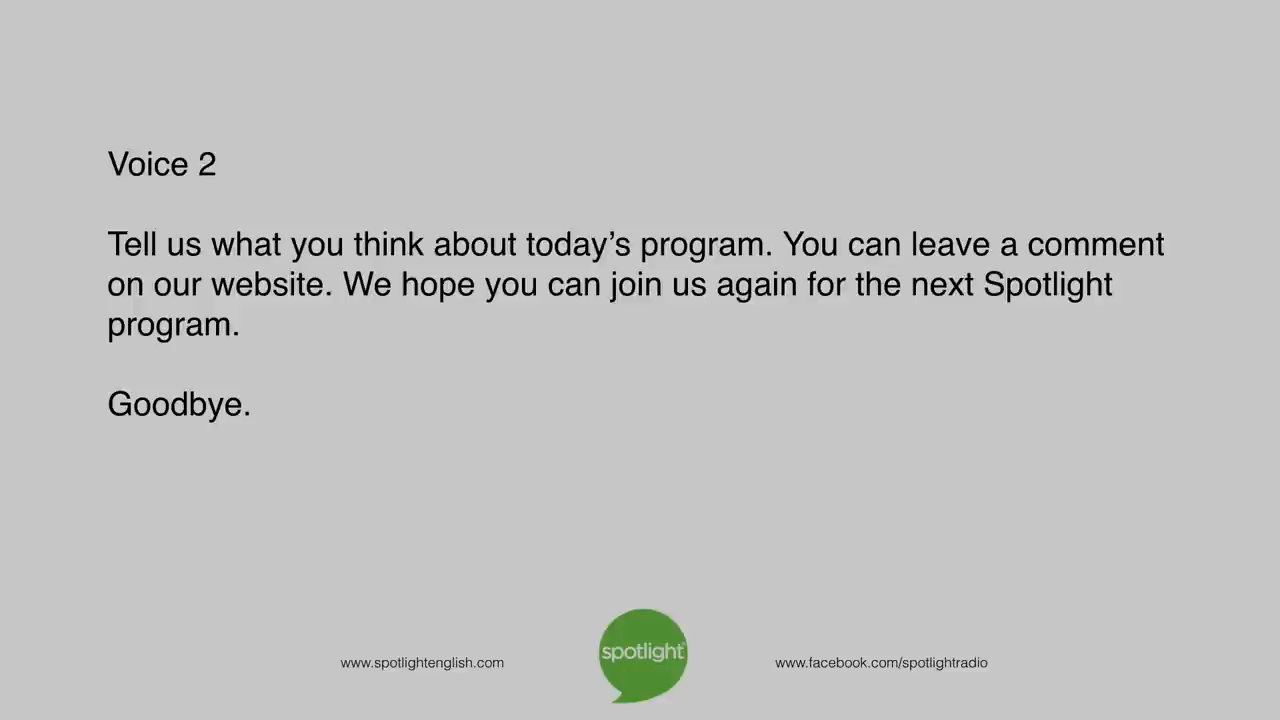 Voice 2
Tell us what you think about today’s program. You can leave a comment
on our website. We hope you can join us again for the next Spotlight
program.
Goodbye.
www.spotlightenglish.com
spotlight
www.facebook.com/spotlightradio